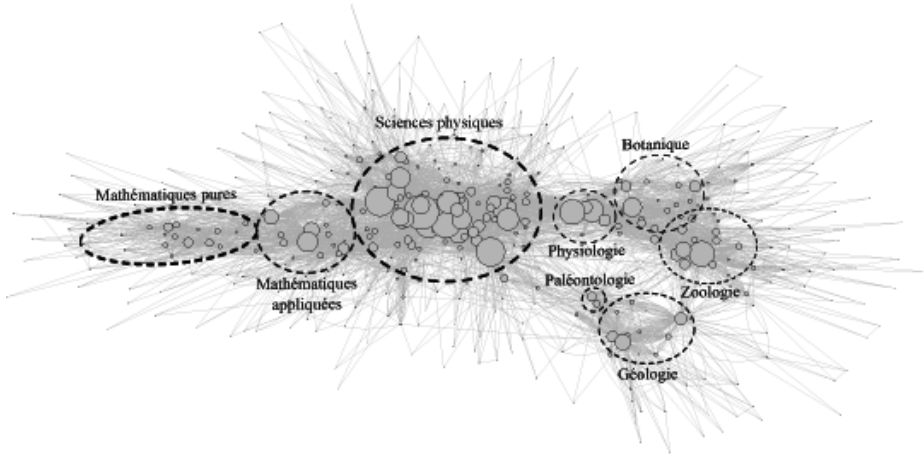 Sciences physiques
Botanique
Mathématiques pures
Physiologie
Paléontologie
Mathématiques
appliquées
Zoologie
Géologie